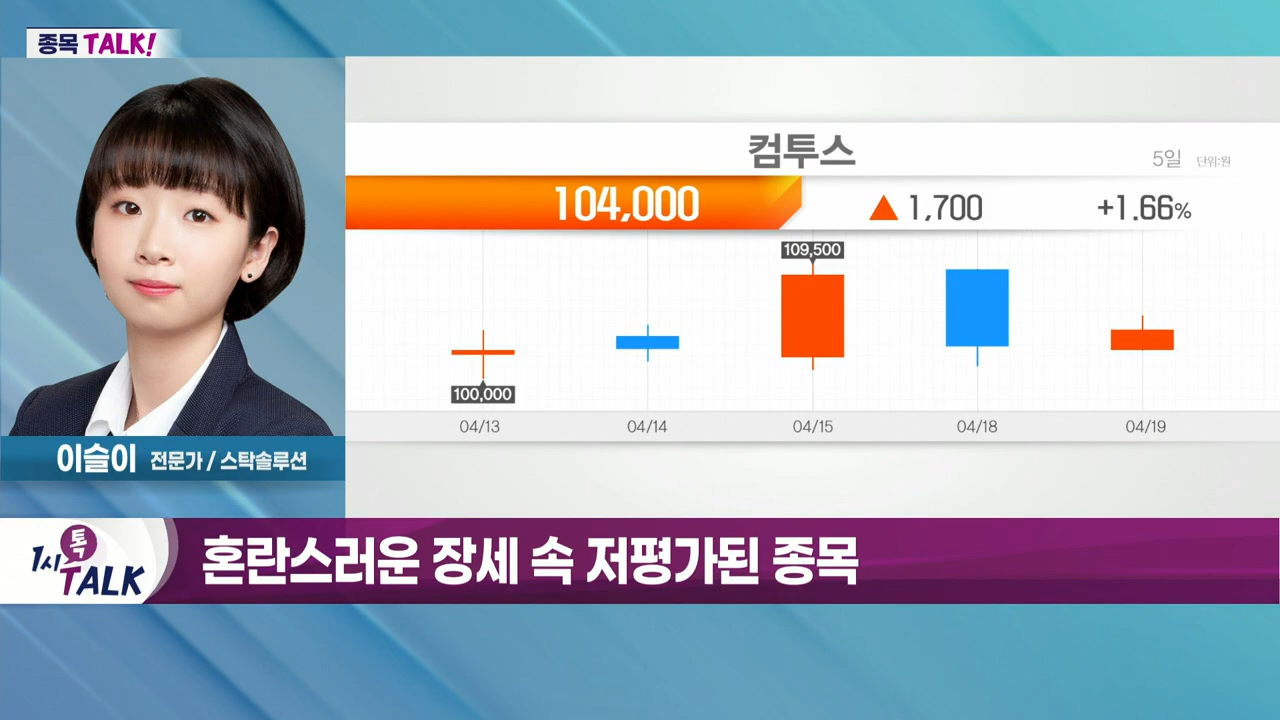 종목 TALK!
컴투스
5일 단위:원
104,000 ▲ 1,700 +1.66%
109,500
100,000
04/13 04/14 04/15 04/18 04/19
이슬이 전문가 / 스탁솔루션
1시톡 TALK
혼란스러운 장세 속 저평가된 종목